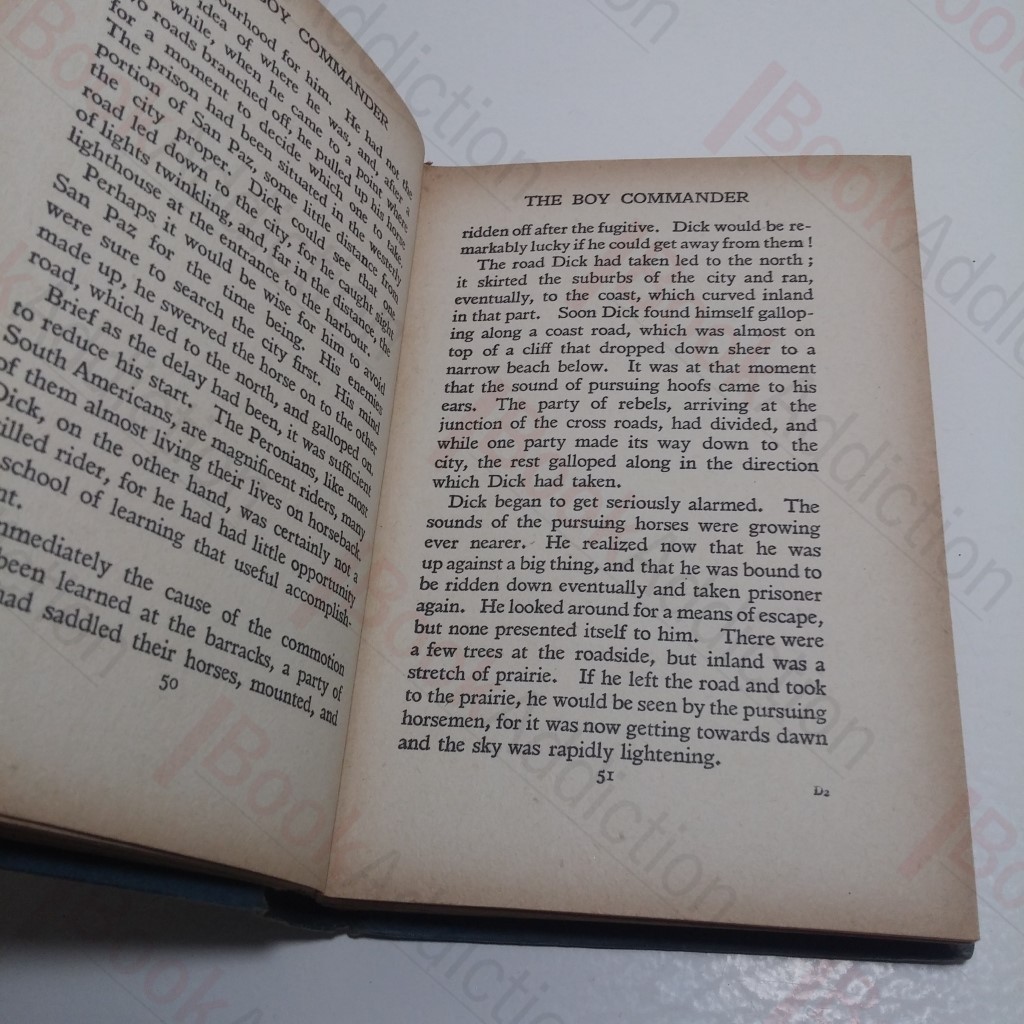 BOY COMMANDER
ourhood for him. He had not the
idea of where he was, and, after a
while, when he came to a point where
wo roads branched off, he pulled up his horse
for a moment to decide which one to take.
The prison had been situated in the westerly
portion of San Paz, some little distance from
the city proper. Dick could see that one
road led down to the city, for he caught sight
of lights twinkling, and, far in the distance, the
lighthouse at the entrance to the harbour.
Perhaps it would be wise for him to avoid
San Paz for the time being. His enemies
were sure to search the city first. His mind
made up, he swerved the horse on to the other
road, which led to the north, and galloped on.
Brief as the delay had been, it was sufficient
to reduce his start. The Peronians, like most
South Americans, are magnificent riders, many
of them almost living their lives on horseback.
Dick, on the other hand, was certainly not a
illed rider, for he had had little opportunity
school of learning that useful accomplish-
nt.
mmediately the cause of the commotion
been learned at the barracks, a party of
had saddled their horses, mounted, and
50
THE BOY COMMANDER
ridden off after the fugitive. Dick would be re-
markably lucky if he could get away from them!
The road Dick had taken led to the north;
it skirted the suburbs of the city and ran,
eventually, to the coast, which curved inland
in that part. Soon Dick found himself gallop-
ing along a coast road, which was almost on
top of a cliff that dropped down sheer to a
narrow beach below. It was at that moment
that the sound of pursuing hoofs came to his
ears. The party of rebels, arriving at the
junction of the cross roads, had divided, and
while one party made its way down to the
city, the rest galloped along in the direction
which Dick had taken.
Dick began to get seriously alarmed. The
sounds of the pursuing horses were growing
ever nearer. He realized now that he was
up against a big thing, and that he was bound to
be ridden down eventually and taken prisoner
again. He looked around for a means of escape,
but none presented itself to him. There were
a few trees at the roadside, but inland was a
stretch of prairie. If he left the road and took
to the prairie, he would be seen by the pursuing
horsemen, for it was now getting towards dawn
and the sky was rapidly lightening.
51
D2